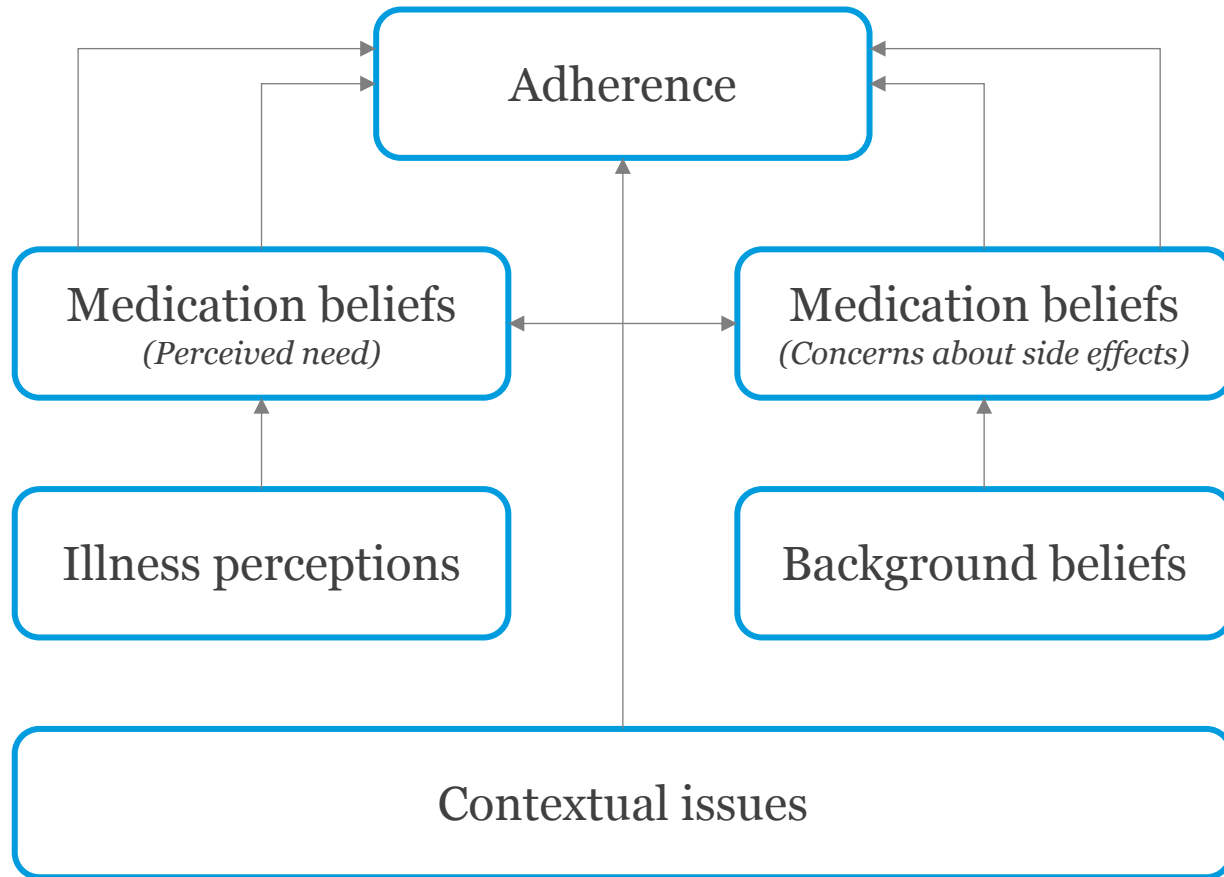 Adherence
Medication beliefs
(Perceived need)
Medication beliefs
(Concerns about side effects)
Illness perceptions
Background beliefs
Contextual issues